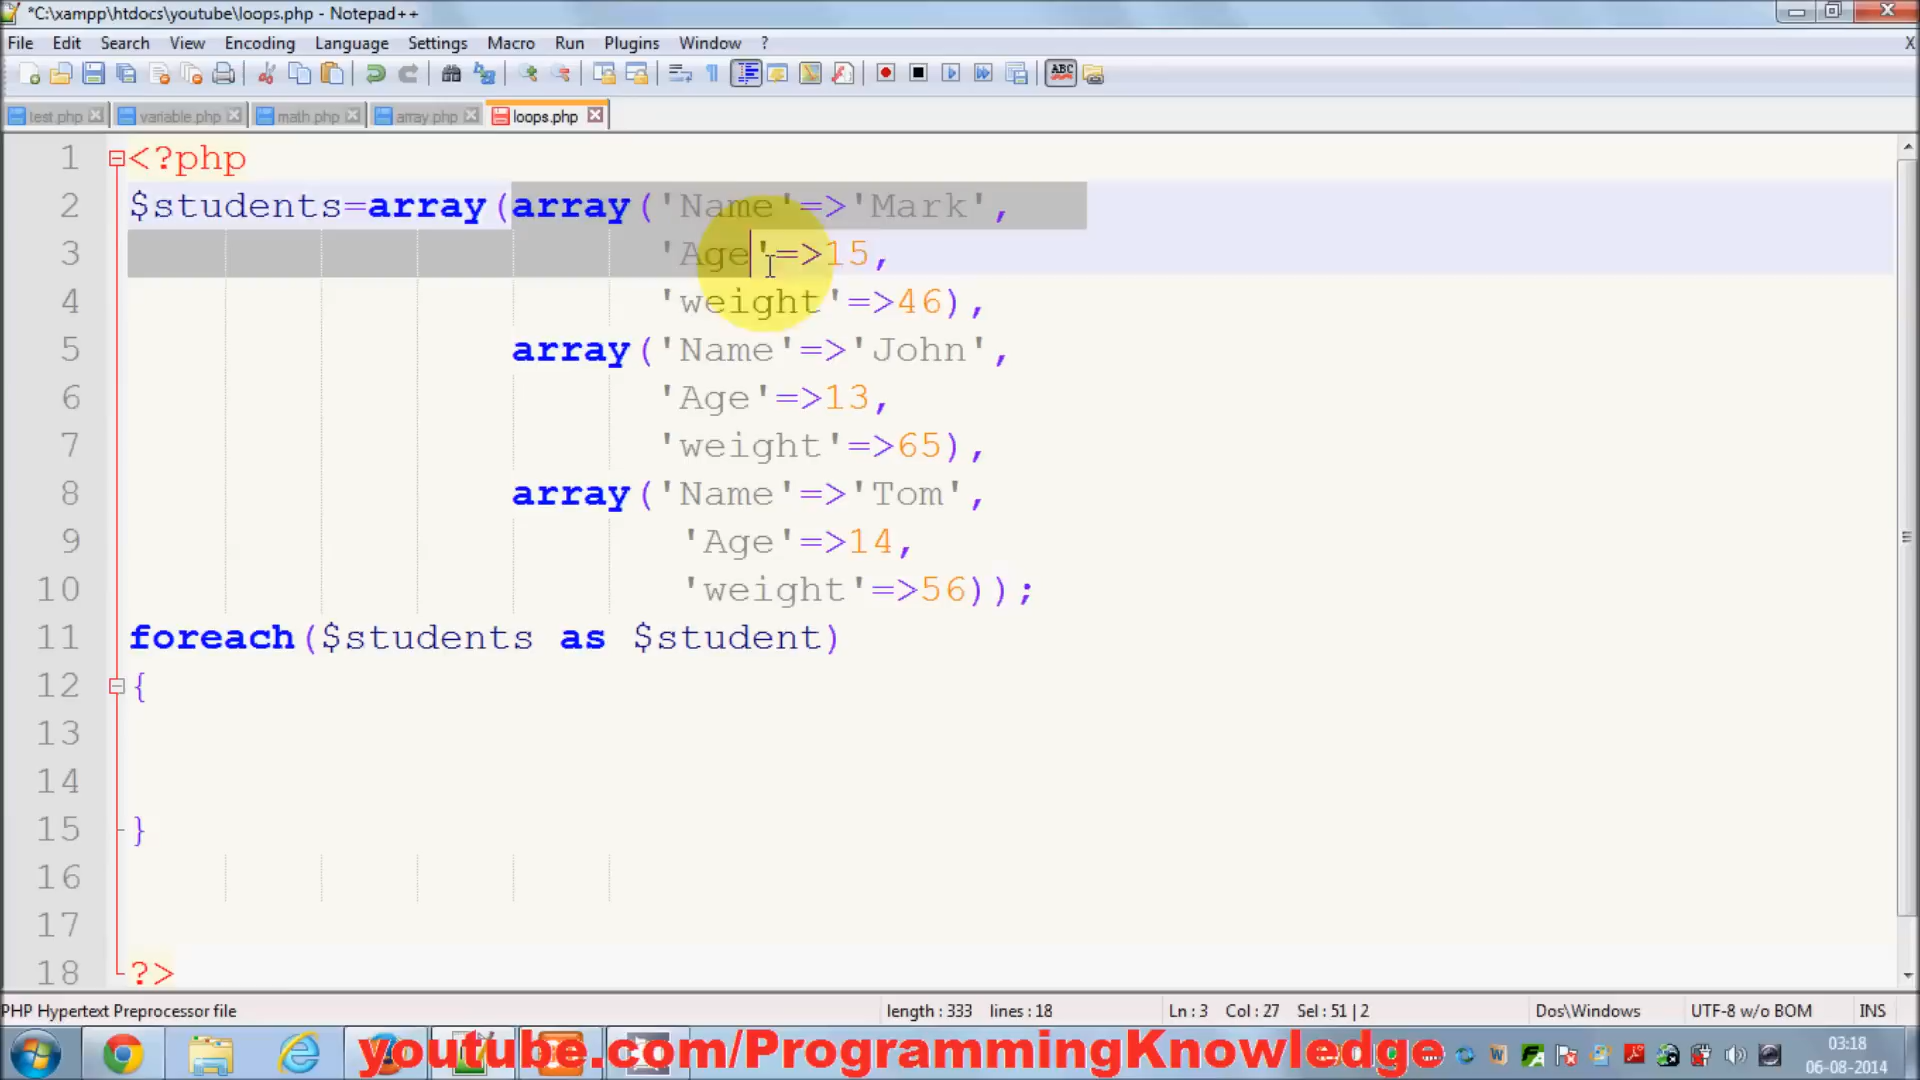 *C:\xampp\htdocs\youtube\loops.php - Notepad++
File Edit Search View Encoding Language Settings Macro Run Plugins Window ? X
test.php variable.php math.php array.php loops.php
1 <?php
2 $students=array(array('Name'=>'Mark',
3 'Age'=>15,
4 'weight'=>46),
5 array('Name'=>'John',
6 'Age'=>13,
7 'weight'=>65),
8 array('Name'=>'Tom',
9 'Age'=>14,
10 'weight'=>56));
11 foreach($students as $student)
12 {
13
14
15 }
16
17
18 ?>
PHP Hypertext Preprocessor file length : 333 lines : 18 Ln : 3 Col : 27 Sel : 51 | 2 Dos\Windows UTF-8 w/o BOM INS
youtube.com/ProgrammingKnowledge
03:18
06-08-2014